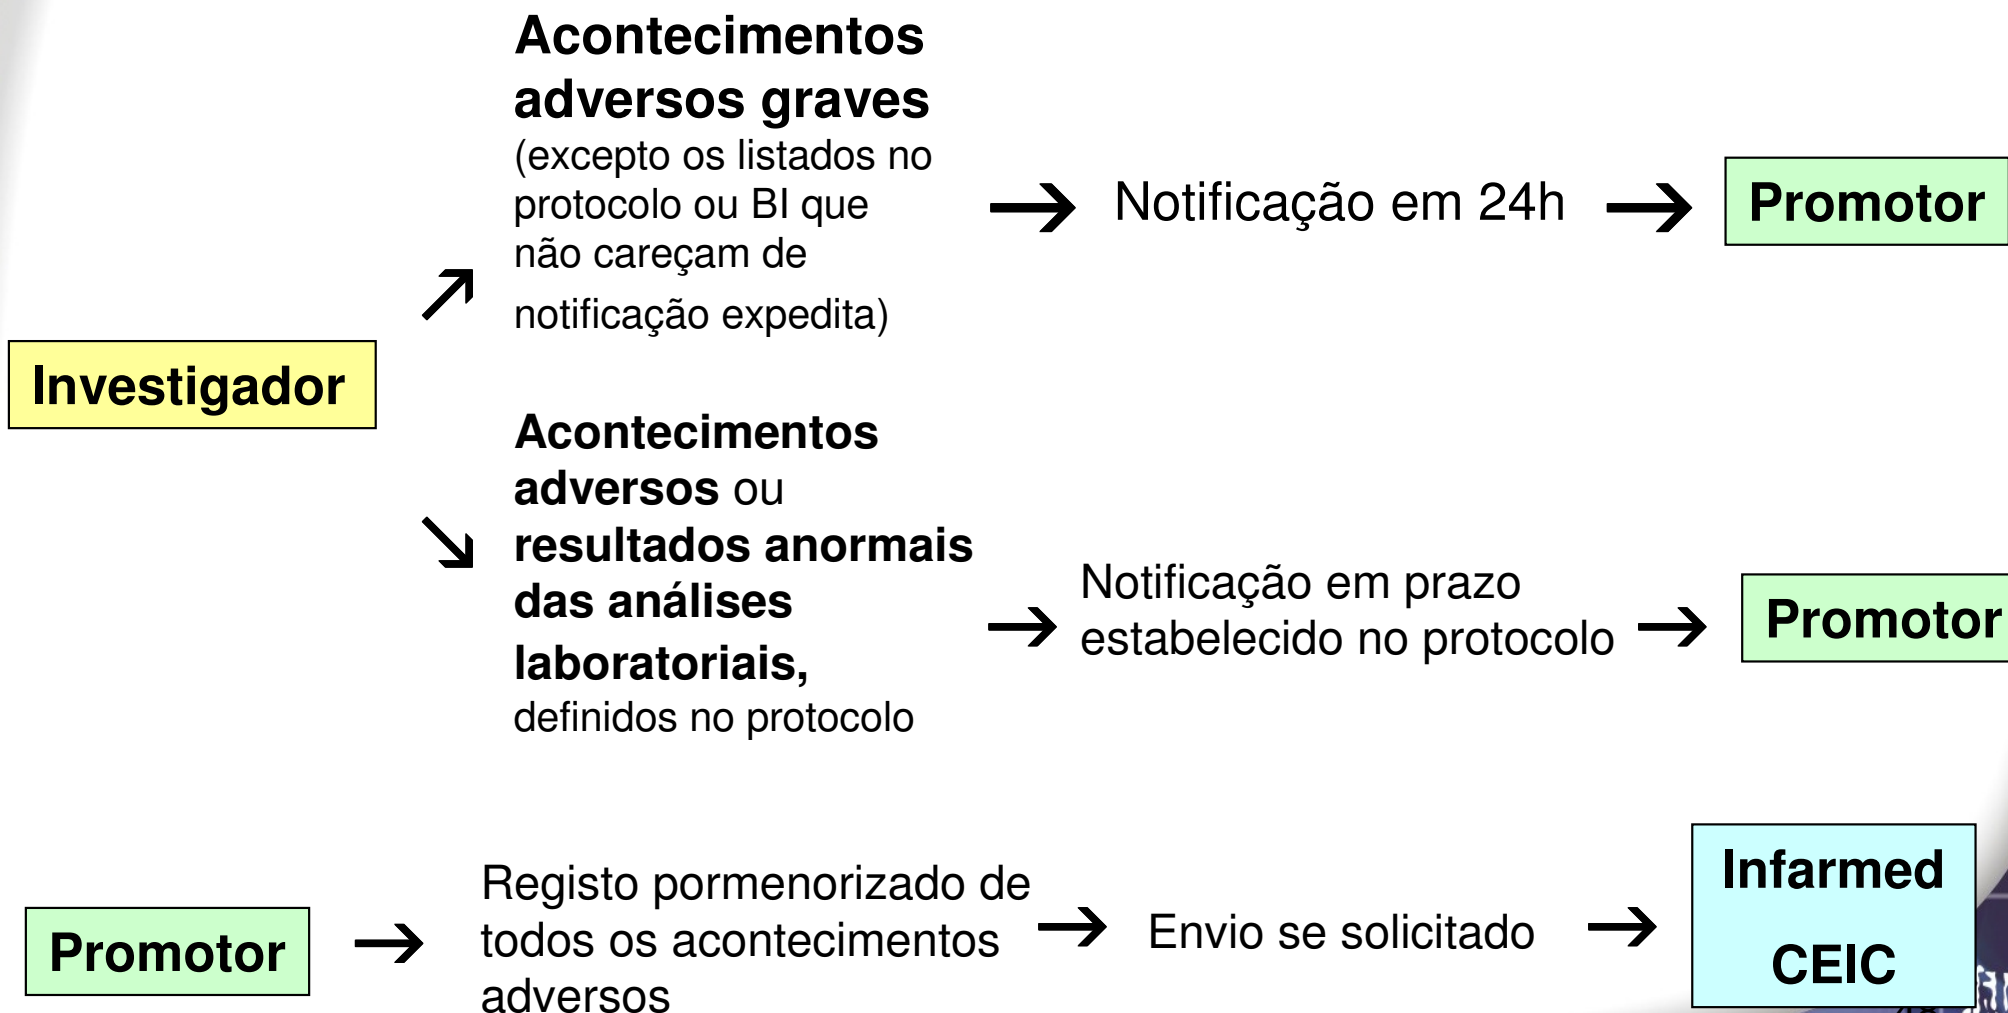 Acontecimentos
adversos graves
(excepto os listados no
protocolo ou BI que
não careçam de
notificação expedita)
→ Notificação em 24h →
Promotor
Investigador
Acontecimentos
adversos ou
resultados anormais
das análises
laboratoriais,
definidos no protocolo
Notificação em prazo
estabelecido no protocolo
Promotor
Promotor
Registo pormenorizado de
todos os acontecimentos
adversos
Envio se solicitado
Infarmed
CEIC